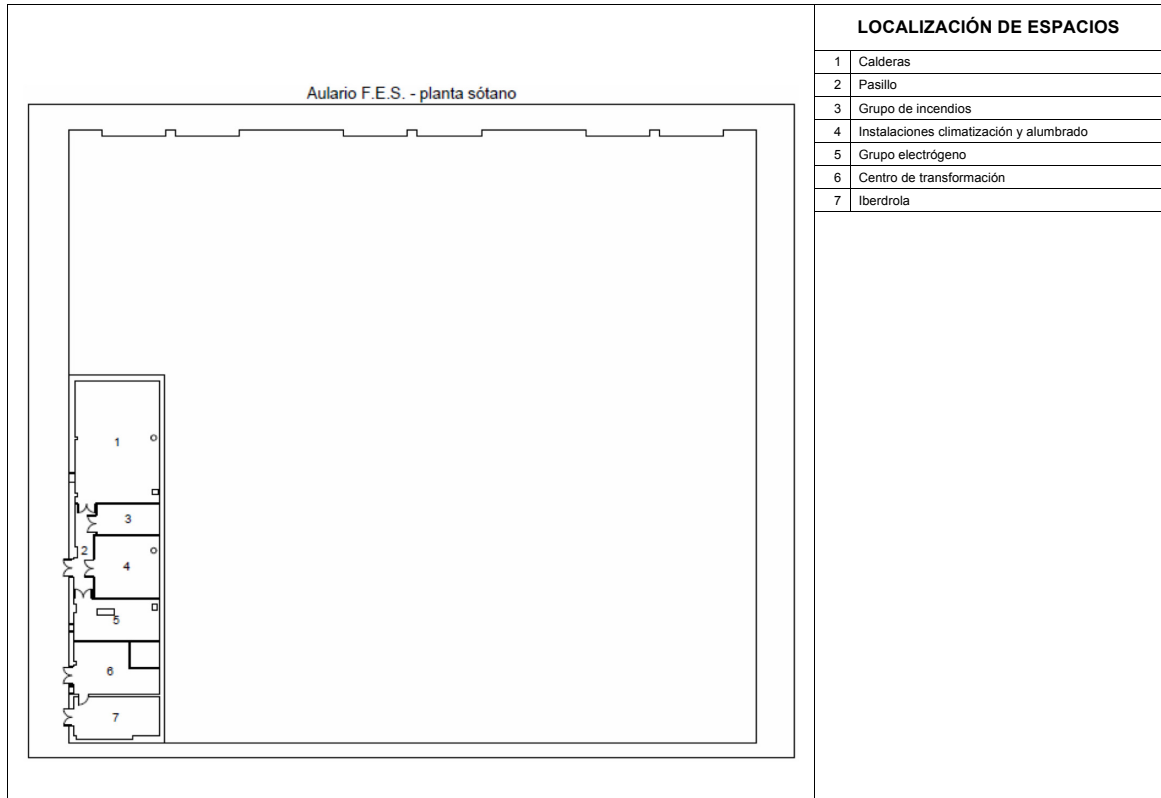 LOCALIZACIÓN DE ESPACIOS
1 Calderas
2 Pasillo
3 Grupo de incendios
4 Instalaciones climatización y alumbrado
5 Grupo electrógeno
6 Centro de transformación
7 Iberdrola
Aulario F.E.S. - planta sótano
1
3
2
4
5
6
7